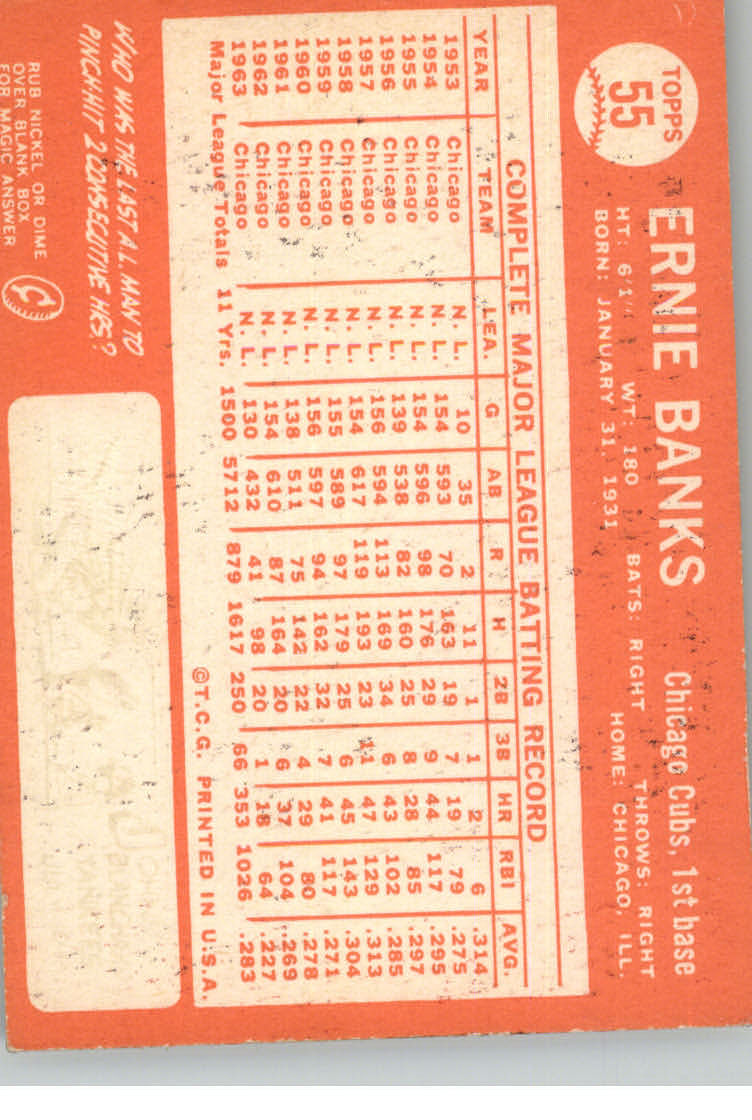 TOPPS
55
ERNIE BANKS
Chicago Cubs, 1st base
HT: 6'1" WT: 180 BATS: RIGHT THROWS: RIGHT
BORN: JANUARY 31, 1931 HOME: CHICAGO, ILL.
COMPLETE MAJOR LEAGUE BATTING RECORD
YEAR TEAM LEA. G AB R H 2B 3B HR RBI AVG.
1953 Chicago N. L. 10 35 2 11 1 1 2 6 .314
1954 Chicago N. L. 154 593 70 163 19 7 19 79 .275
1955 Chicago N. L. 154 596 98 176 29 9 44 117 .295
1956 Chicago N. L. 139 538 82 160 25 8 28 85 .297
1957 Chicago N. L. 156 594 113 169 34 6 43 102 .285
1958 Chicago N. L. 154 617 119 193 23 11 47 129 .313
1959 Chicago N. L. 155 589 97 179 25 6 45 143 .304
1960 Chicago N. L. 156 597 94 162 32 7 41 117 .271
1961 Chicago N. L. 138 511 75 142 22 4 29 80 .278
1962 Chicago N. L. 154 610 87 164 20 6 37 104 .269
1963 Chicago N. L. 130 432 41 98 20 1 18 64 .227
Major League Totals 11 Yrs. 1500 5712 879 1617 250 66 353 1026 .283
©T.C.G. PRINTED IN U.S.A.
WHO WAS THE LAST A.L. MAN TO
PINCH-HIT 2 CONSECUTIVE HRS?
RUB NICKEL OR DIME
OVER BLANK BOX
FOR MAGIC ANSWER